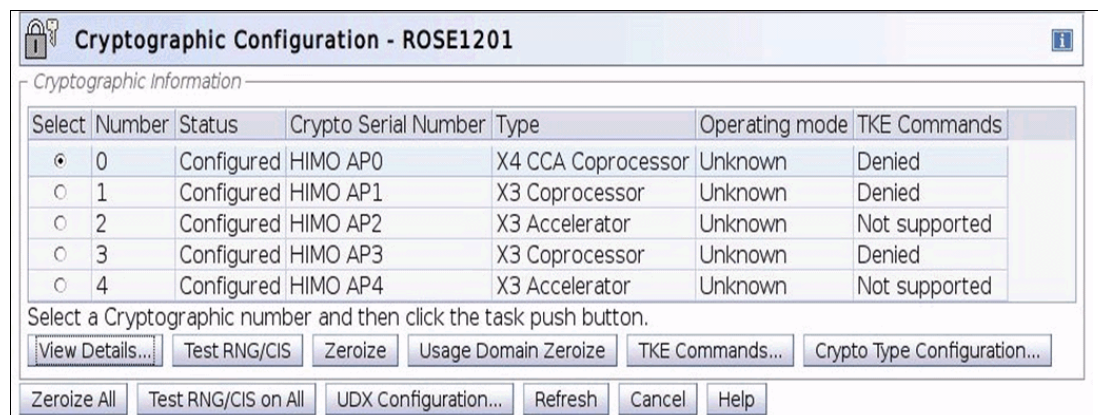 Cryptographic Configuration - ROSE1201
i
Cryptographic Information
Select Number Status Crypto Serial Number Type Operating mode TKE Commands
0 Configured HIMO AP0 X4 CCA Coprocessor Unknown Denied
1 Configured HIMO AP1 X3 Coprocessor Unknown Denied
2 Configured HIMO AP2 X3 Accelerator Unknown Not supported
3 Configured HIMO AP3 X3 Coprocessor Unknown Denied
4 Configured HIMO AP4 X3 Accelerator Unknown Not supported
Select a Cryptographic number and then click the task push button.
View Details... Test RNG/CIS Zeroize Usage Domain Zeroize TKE Commands... Crypto Type Configuration...
Zeroize All Test RNG/CIS on All UDX Configuration... Refresh Cancel Help